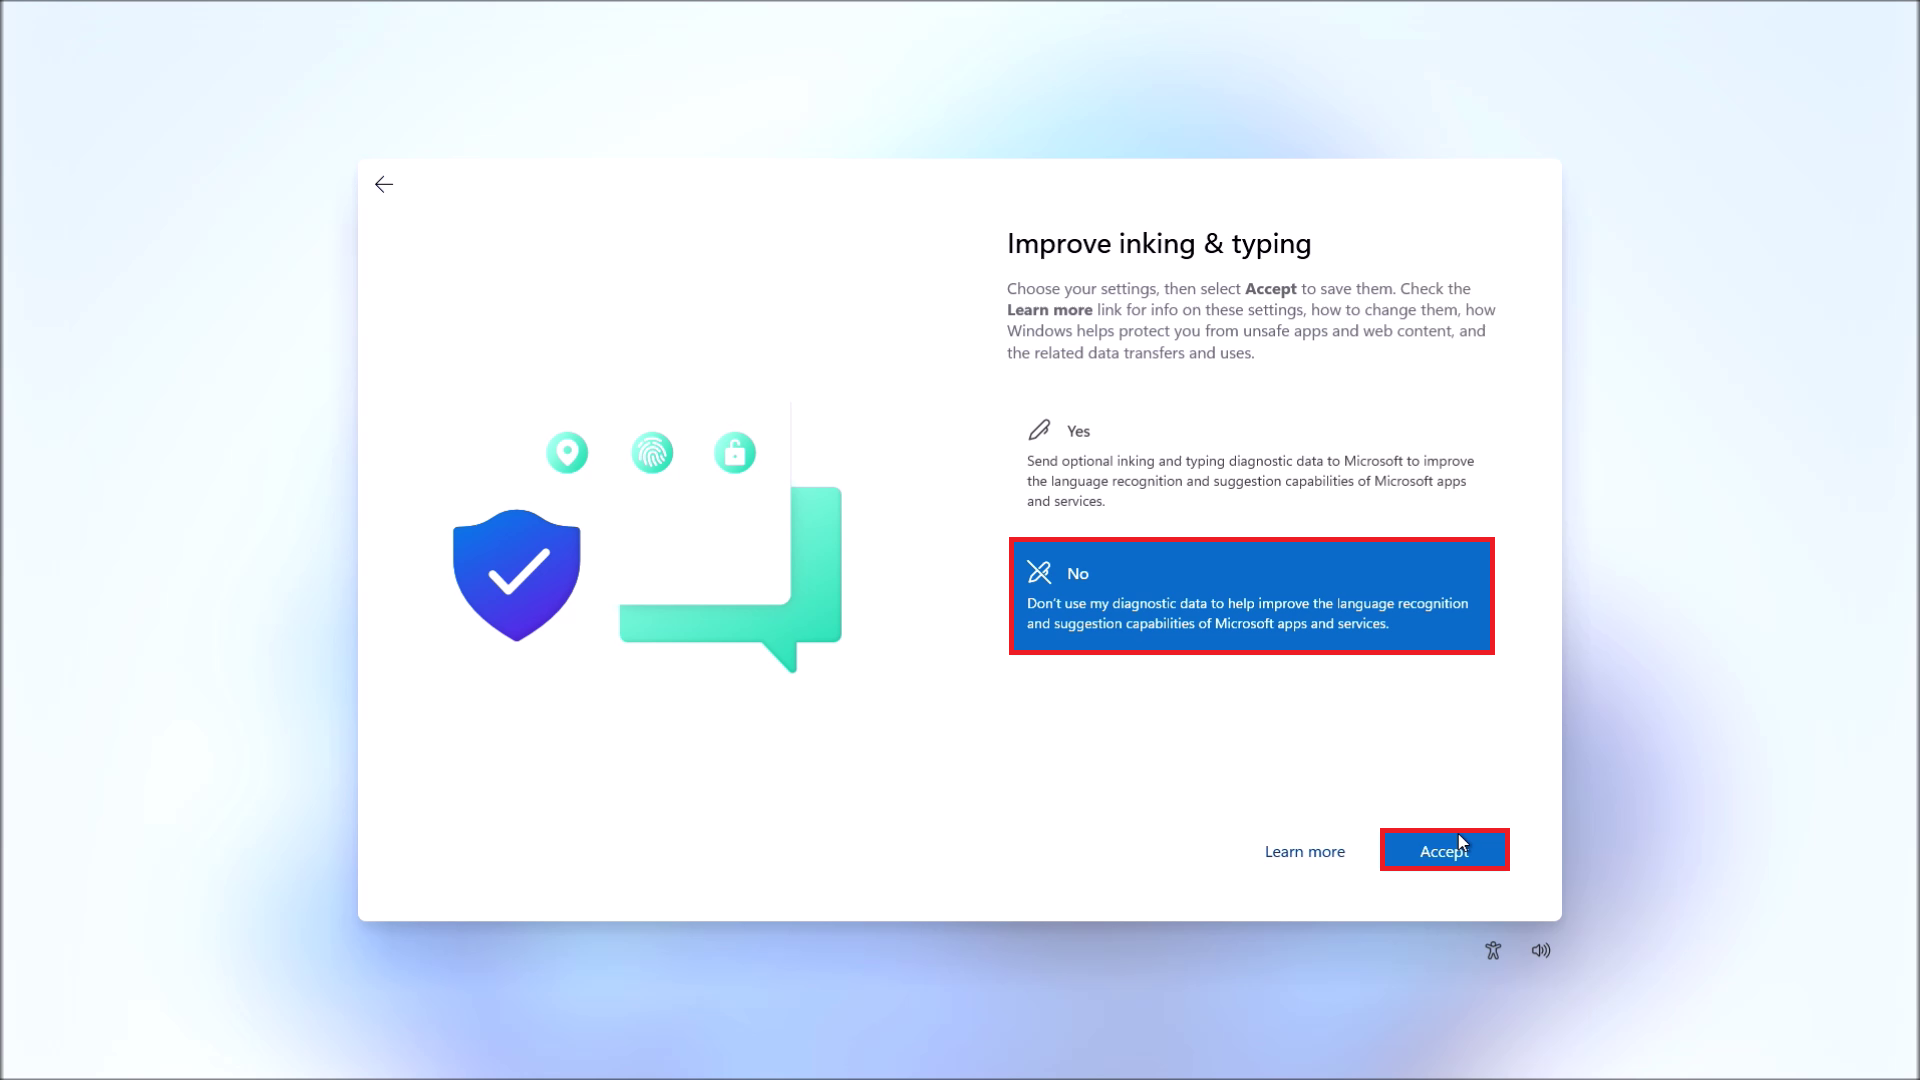 Improve inking & typing
Choose your settings, then select Accept to save them. Check the
Learn more link for info on these settings, how to change them, how
Windows helps protect you from unsafe apps and web content, and
the related data transfers and uses.
Yes
Send optional inking and typing diagnostic data to Microsoft to improve
the language recognition and suggestion capabilities of Microsoft apps
and services.
No
Don't use my diagnostic data to help improve the language recognition
and suggestion capabilities of Microsoft apps and services.
Learn more
Accept